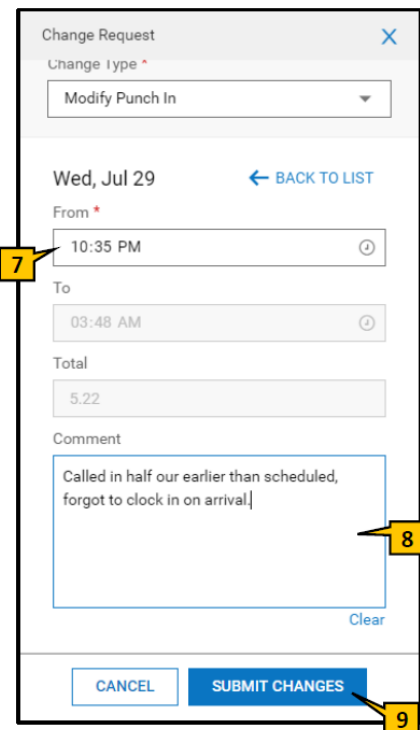 Change Request
Change Type *
Modify Punch In
Wed, Jul 29
← BACK TO LIST
From *
7
10:35 PM
To
03:48 AM
Total
5.22
Comment
Called in half our earlier than scheduled,
forgot to clock in on arrival.
8
Clear
CANCEL
SUBMIT CHANGES
9